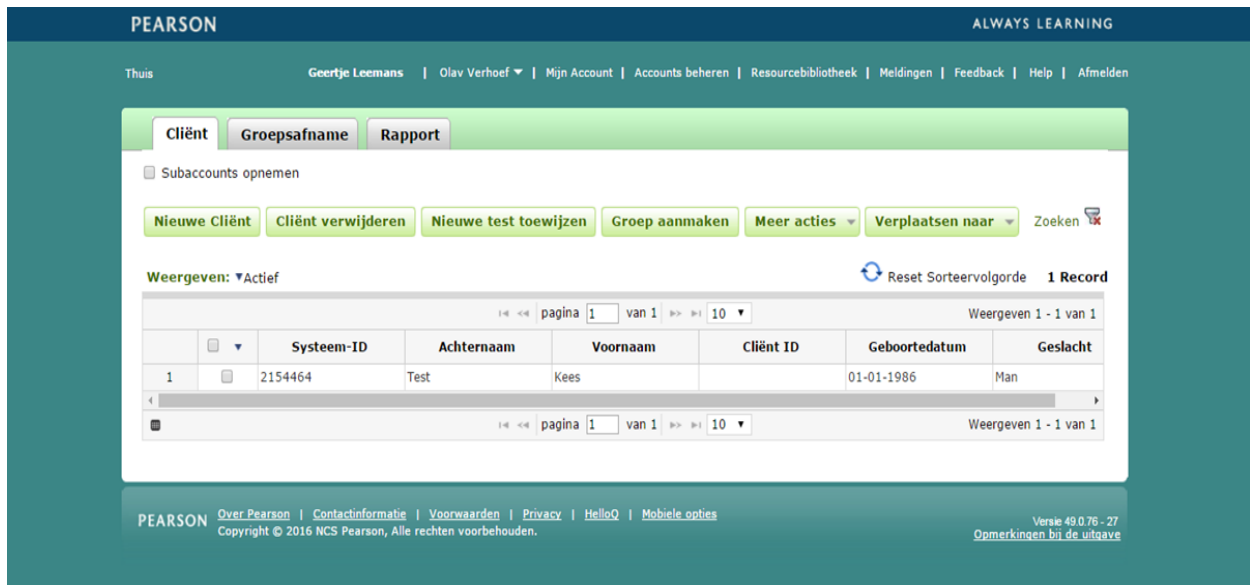 PEARSON ALWAYS LEARNING
Thuis Geertje Leemans | Olav Verhoef | Mijn Account | Accounts beheren | Resourcebibliotheek | Meldingen | Feedback | Help | Afmelden
Cliënt Groepsafname Rapport
Subaccounts opnemen
Nieuwe Cliënt Cliënt verwijderen Nieuwe test toewijzen Groep aanmaken Meer acties Verplaatsen naar Zoeken
Weergeven: Actief Reset Sorteervolgorde 1 Record
pagina 1 van 1 10 Weergeven 1 - 1 van 1
Systeem-ID Achternaam Voornaam Cliënt ID Geboortedatum Geslacht
1 2154464 Test Kees 01-01-1986 Man
pagina 1 van 1 10 Weergeven 1 - 1 van 1
PEARSON Over Pearson | Contactinformatie | Voorwaarden | Privacy | HelloQ | Mobiele opties
Copyright © 2016 NCS Pearson, Alle rechten voorbehouden.
Versie 49.0.76 - 27
Opmerkingen bij de uitgave